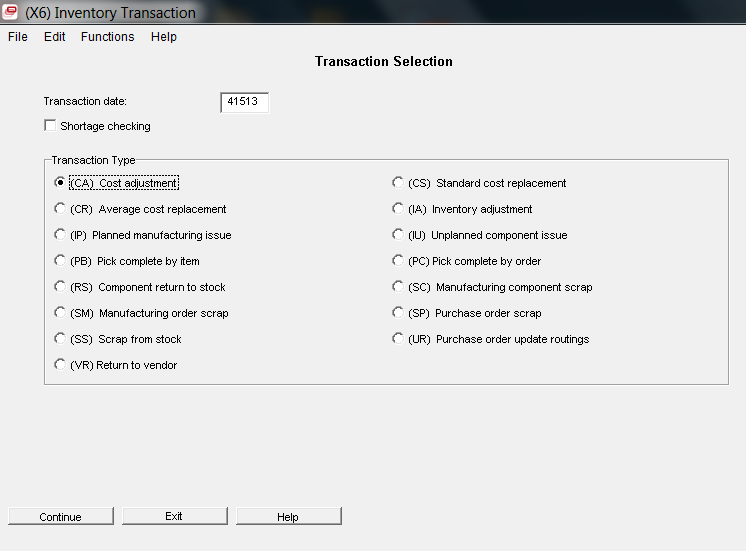 (X6) Inventory Transaction
File Edit Functions Help
Transaction Selection
Transaction date: 41513
Shortage checking
Transaction Type
(CA) Cost adjustment (CS) Standard cost replacement
(CR) Average cost replacement (IA) Inventory adjustment
(IP) Planned manufacturing issue (IU) Unplanned component issue
(PB) Pick complete by item (PC) Pick complete by order
(RS) Component return to stock (SC) Manufacturing component scrap
(SM) Manufacturing order scrap (SP) Purchase order scrap
(SS) Scrap from stock (UR) Purchase order update routings
(VR) Return to vendor
Continue Exit Help